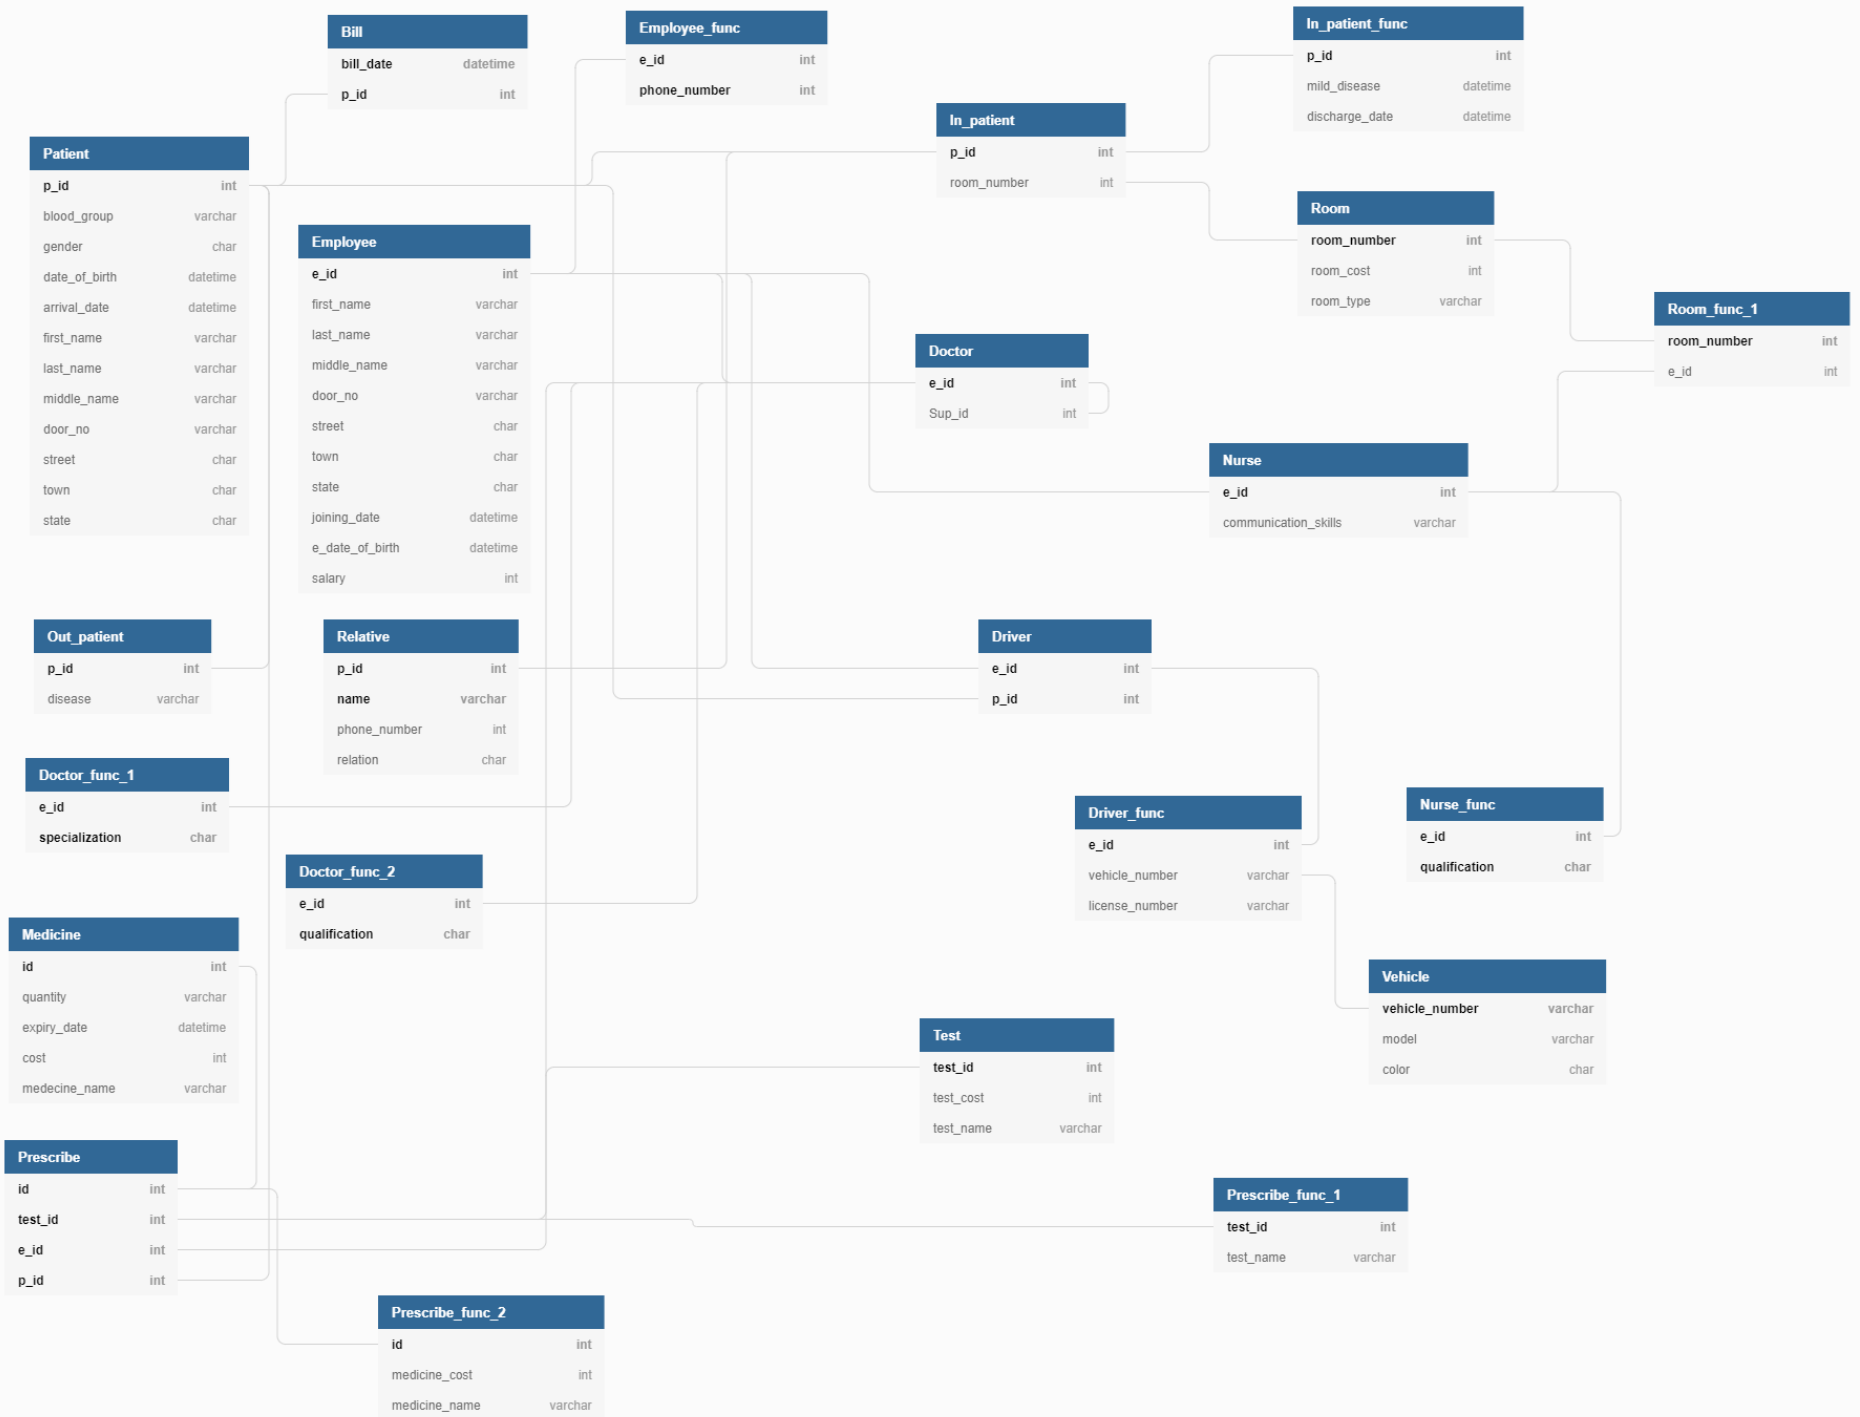 Bill
bill_date datetime
p_id int
Employee_func
e_id int
phone_number int
In_patient_func
p_id int
mild_disease datetime
discharge_date datetime
In_patient
p_id int
room_number int
Patient
p_id int
blood_group varchar
gender char
date_of_birth datetime
arrival_date datetime
first_name varchar
last_name varchar
middle_name varchar
door_no varchar
street char
town char
state char
Employee
e_id int
first_name varchar
last_name varchar
middle_name varchar
door_no varchar
street char
town char
state char
joining_date datetime
e_date_of_birth datetime
salary int
Room
room_number int
room_cost int
room_type varchar
Room_func_1
room_number int
e_id int
Doctor
e_id int
Sup_id int
Nurse
e_id int
communication_skills varchar
Out_patient
p_id int
disease varchar
Relative
p_id int
name varchar
phone_number int
relation char
Driver
e_id int
p_id int
Doctor_func_1
e_id int
specialization char
Driver_func
e_id int
vehicle_number varchar
license_number varchar
Nurse_func
e_id int
qualification char
Doctor_func_2
e_id int
qualification char
Medicine
id int
quantity varchar
expiry_date datetime
cost int
medecine_name varchar
Vehicle
vehicle_number varchar
model varchar
color char
Test
test_id int
test_cost int
test_name varchar
Prescribe
id int
test_id int
e_id int
p_id int
Prescribe_func_1
test_id int
test_name varchar
Prescribe_func_2
id int
medicine_cost int
medicine_name varchar